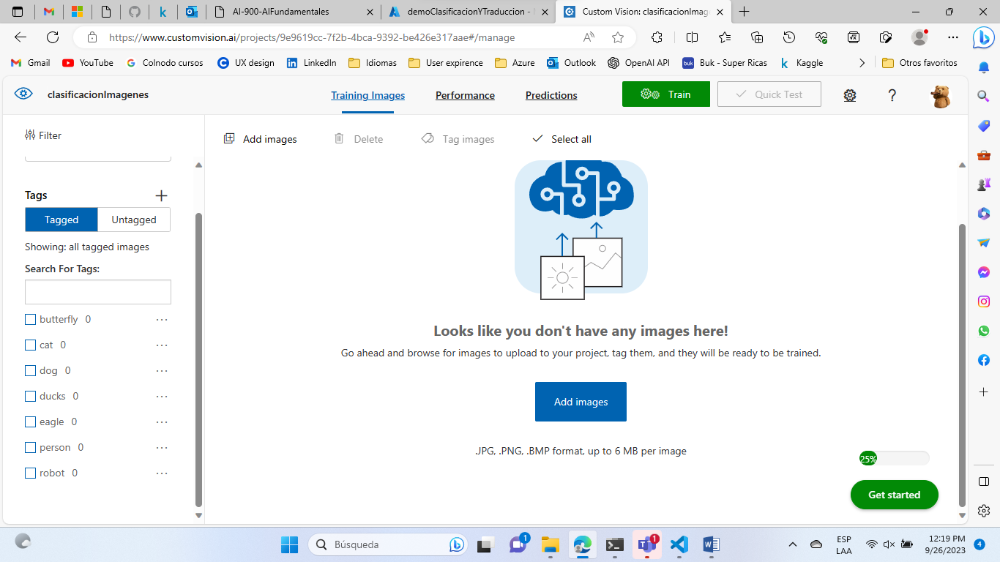 AI-900-AIFundamentales
demoClasificacionYTraduccion -
Custom Vision: clasificacionImage
https://www.customvision.ai/projects/9e9619cc-7f2b-4bca-9392-be426e317aae#/manage
Gmail
YouTube
Colnodo cursos
UX design
LinkedIn
Idiomas
User expirence
Azure
Outlook
OpenAI API
Buk - Super Ricas
Kaggle
Otros favoritos
clasificacionImagenes
Training Images
Performance
Predictions
Train
Quick Test
?
Filter
Add images
Delete
Tag images
Select all
Tags
Tagged
Untagged
Showing: all tagged images
Search For Tags:
butterfly 0
cat 0
dog 0
ducks 0
eagle 0
person 0
robot 0
Looks like you don't have any images here!
Go ahead and browse for images to upload to your project, tag them, and they will be ready to be trained.
Add images
.JPG, .PNG, .BMP format, up to 6 MB per image
25%
Get started
Búsqueda
1
1
ESP
LAA
12:19 PM
9/26/2023
4